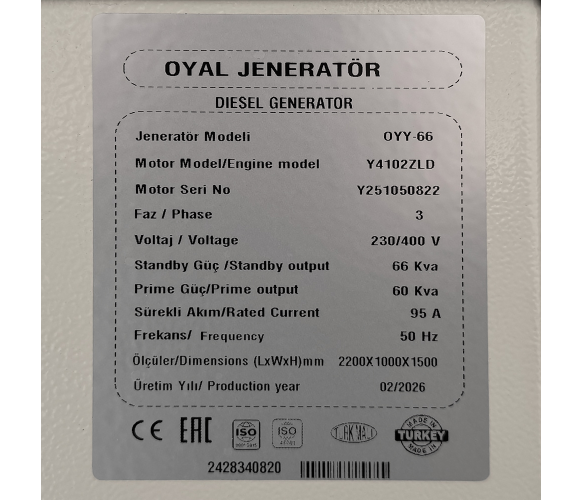 OYAL JENERATÖR
DIESEL GENERATOR
Jeneratör Modeli OYY-66
Motor Model/Engine model Y4102ZLD
Motor Seri No Y251050822
Faz / Phase 3
Voltaj / Voltage 230/400 V
Standby Güç /Standby output 66 Kva
Prime Güç/Prime output 60 Kva
Sürekli Akım/Rated Current 95 A
Frekans/ Frequency 50 Hz
Ölçüler/Dimensions (LxWxH)mm 2200X1000X1500
Üretim Yılı/ Production year 02/2026
CE EAC ISO ISO MADE IN TURKEY MADE IN
2428340820